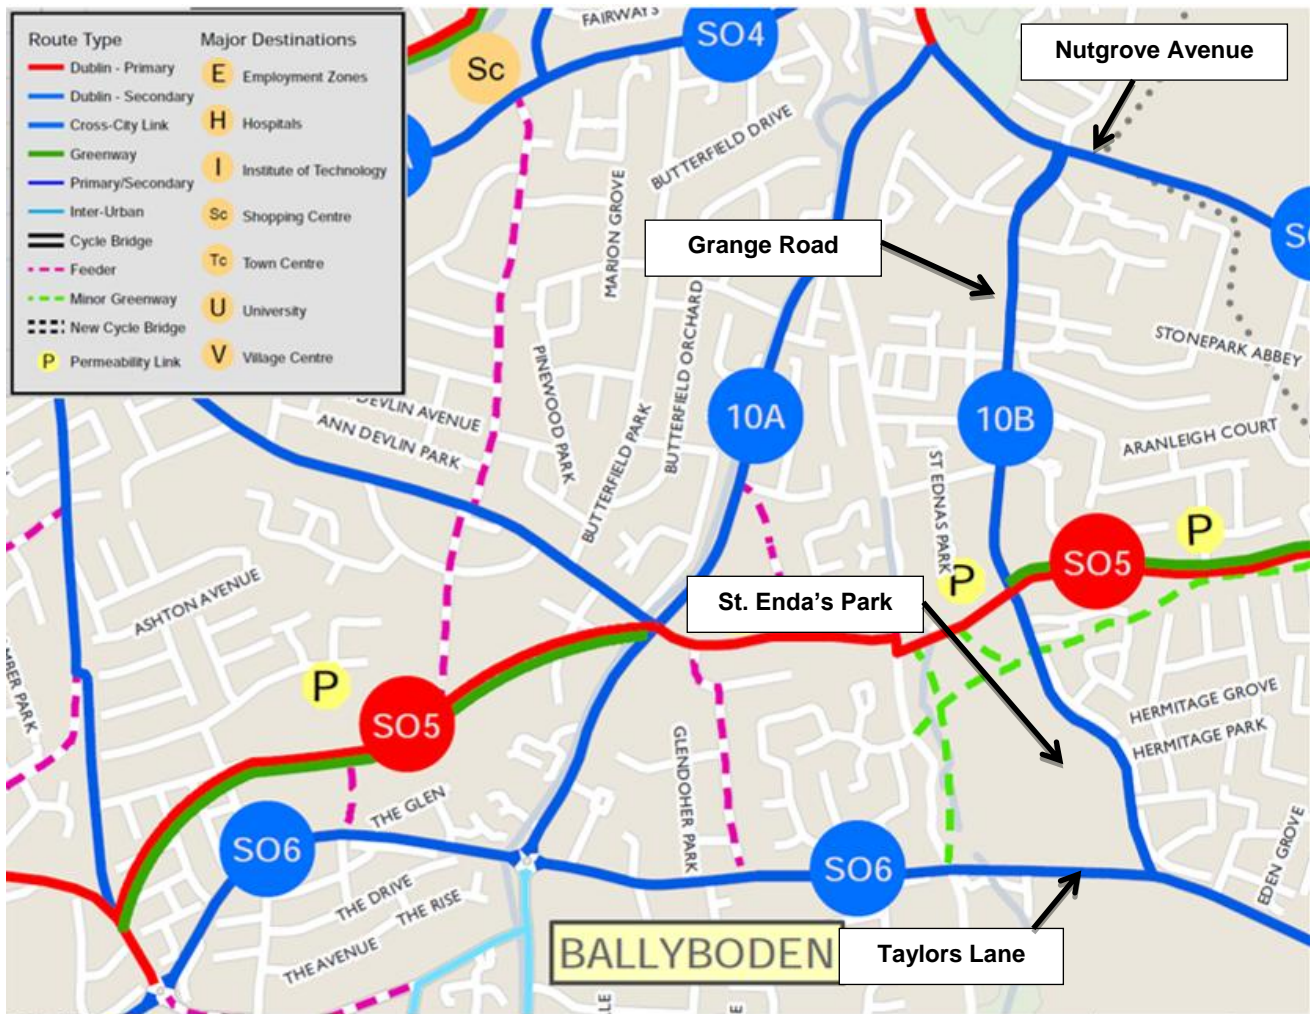 Route Type
Dublin - Primary
Dublin - Secondary
Cross-City Link
Greenway
Primary/Secondary
Inter-Urban
Cycle Bridge
Feeder
Minor Greenway
New Cycle Bridge
P Permeability Link
Major Destinations
E Employment Zones
H Hospitals
I Institute of Technology
Sc Shopping Centre
Tc Town Centre
U University
V Village Centre
FAIRWAYS
SO4
Sc
Nutgrove Avenue
BUTTERFIELD DRIVE
MARION GROVE
Grange Road
STONEPARK ABBEY
PINEWOOD PARK
BUTTERFIELD ORCHARD
DEVLIN AVENUE
ANN DEVLIN PARK
BUTTERFIELD PARK
10A
10B
ARANLEIGH COURT
ST EDNAS PARK
P
SO5
P
ASHTON AVENUE
St. Enda's Park
P
SO5
HERMITAGE GROVE
HERMITAGE PARK
GLENDOHER PARK
THE GLEN
SO6
SO6
EDEN GROVE
THE DRIVE
THE RISE
THE AVENUE
BALLYBODEN
Taylors Lane